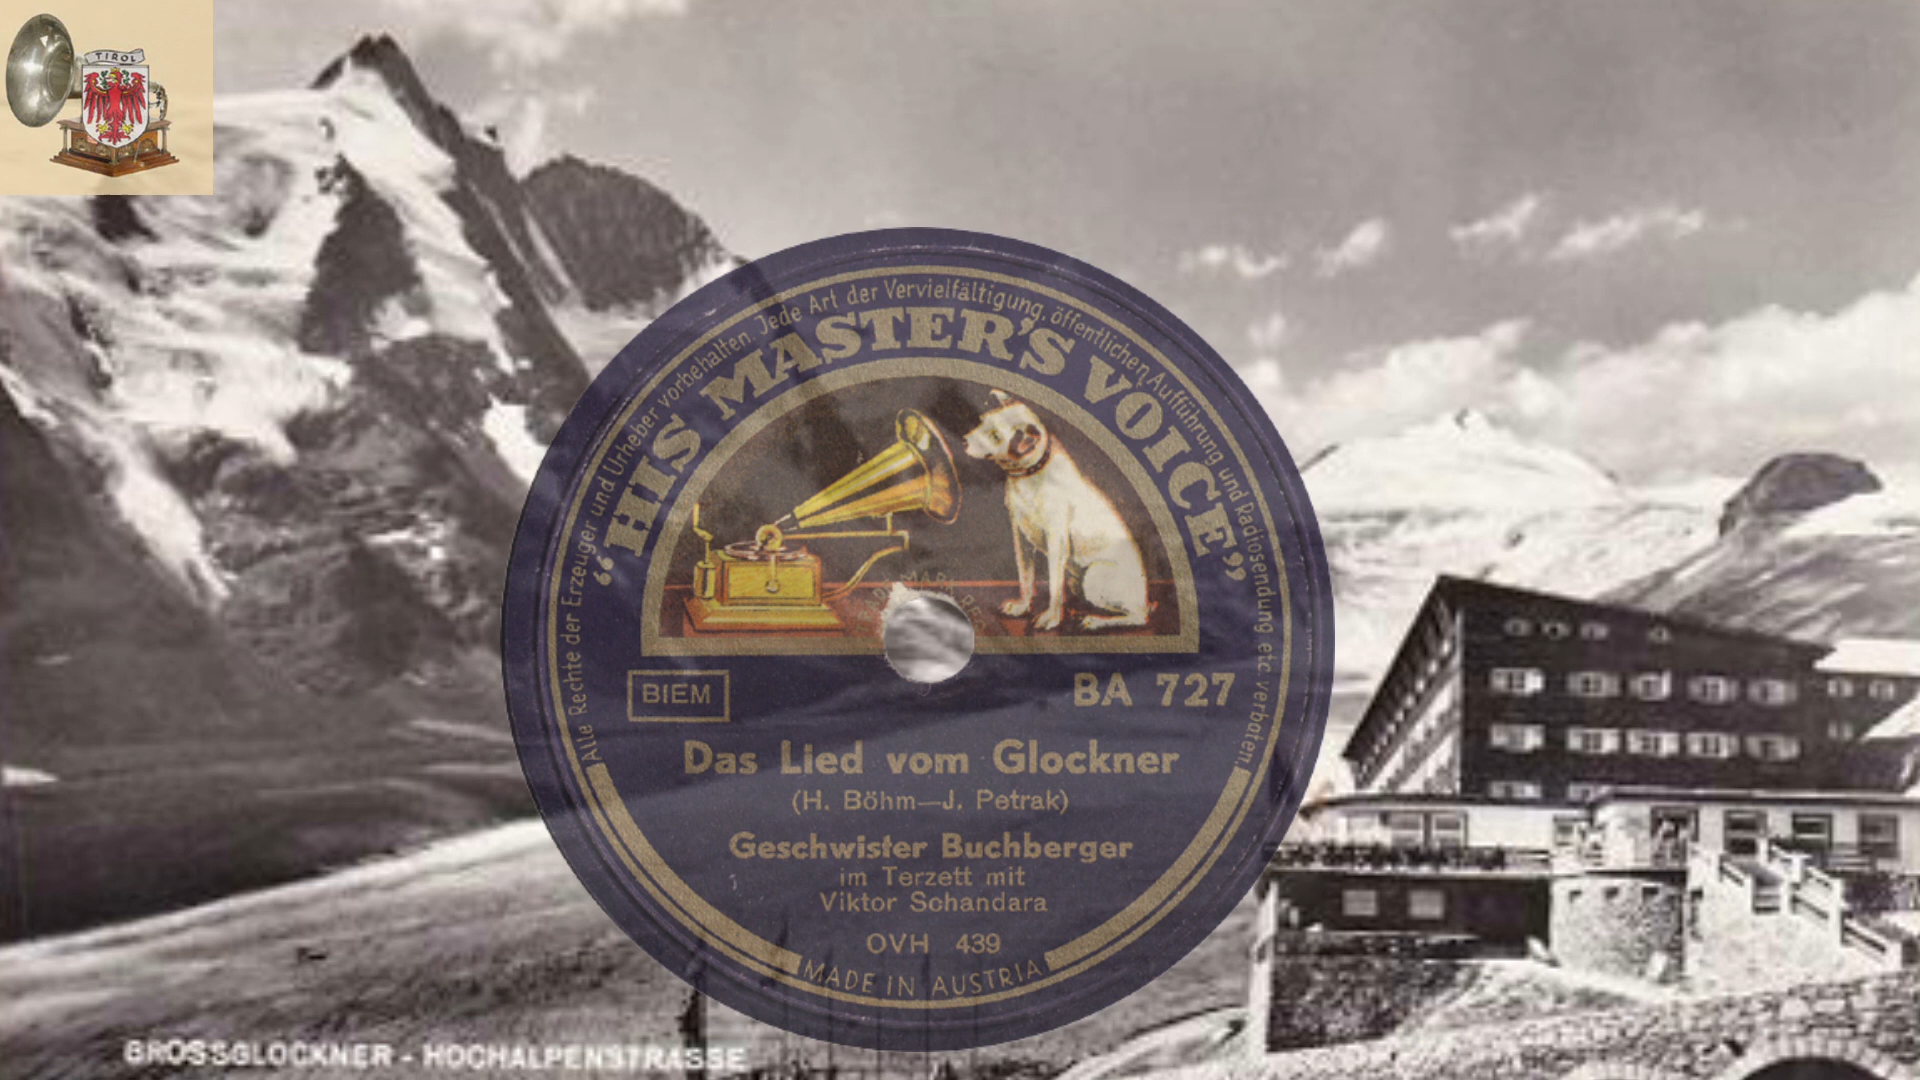 TIROL
Alle Rechte der Erzeuger und Urheber vorbehalten. Jede Art der Vervielfältigung, öffentlichen Aufführung und Radiosendung etc. verboten.
"HIS MASTER'S VOICE"
BIEM
BA 727
Das Lied vom Glockner
(H. Böhm—J. Petrak)
Geschwister Buchberger
im Terzett mit
Viktor Schandara
OVH 439
MADE IN AUSTRIA
GROSSGLOCKNER - HOCHALPENSTRASSE